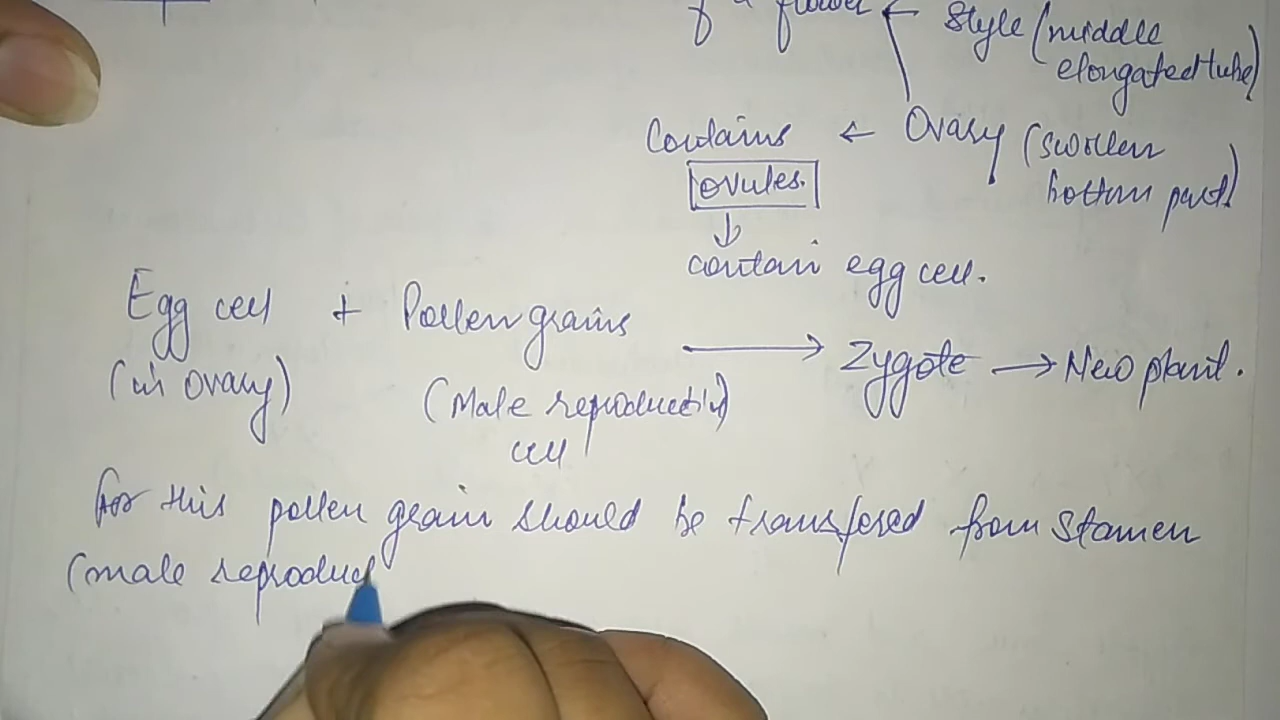 of a flower ← Style (middle
elongated tube)
Contains ← Ovary (swollen
ovules. bottom part)
↓
contain egg cell.
Egg cell + Pollen grains → Zygote → New plant.
(in ovary) (Male reproductive)
cell
for this pollen grain should be transfered from stamen
(male reproduct